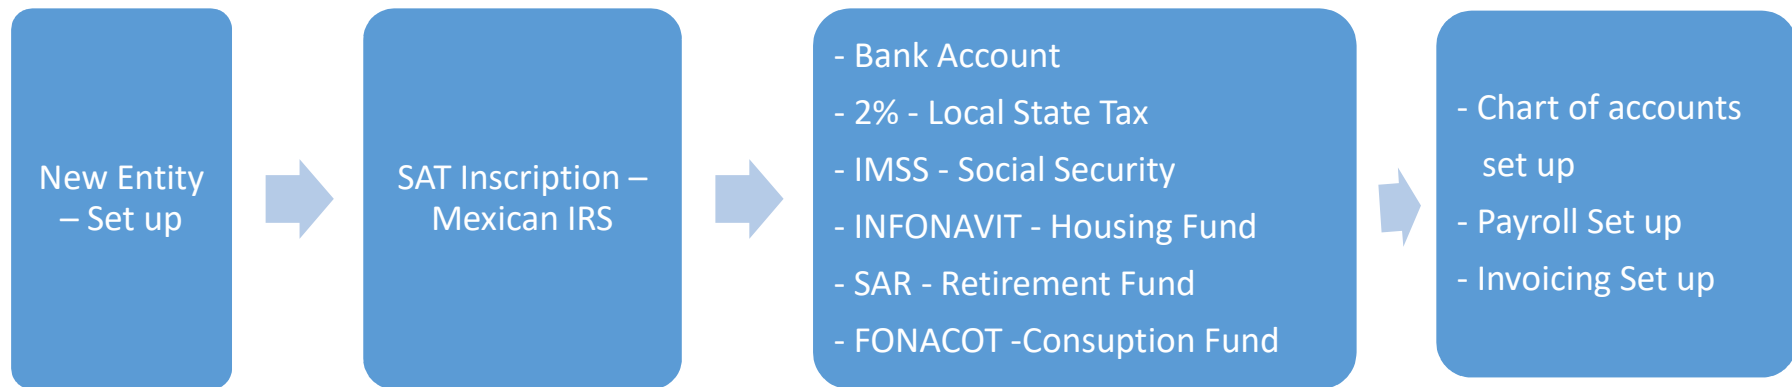 New Entity
– Set up
SAT Inscription –
Mexican IRS
- Bank Account
- 2% - Local State Tax
- IMSS - Social Security
- INFONAVIT - Housing Fund
- SAR - Retirement Fund
- FONACOT -Consuption Fund
- Chart of accounts
set up
- Payroll Set up
- Invoicing Set up